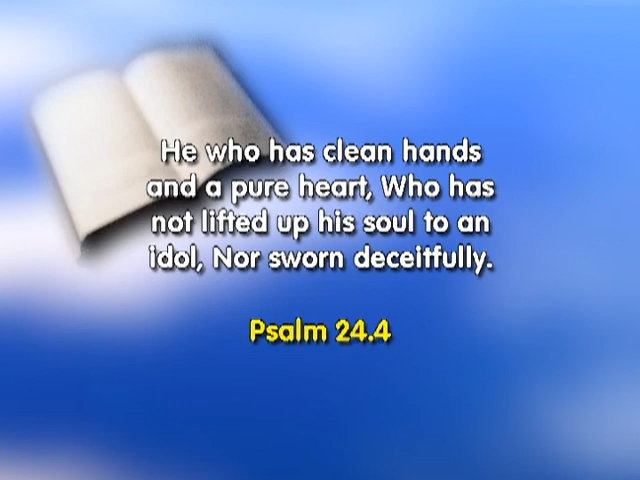 He who has clean hands
and a pure heart, Who has
not lifted up his soul to an
idol, Nor sworn deceitfully.
Psalm 24.4